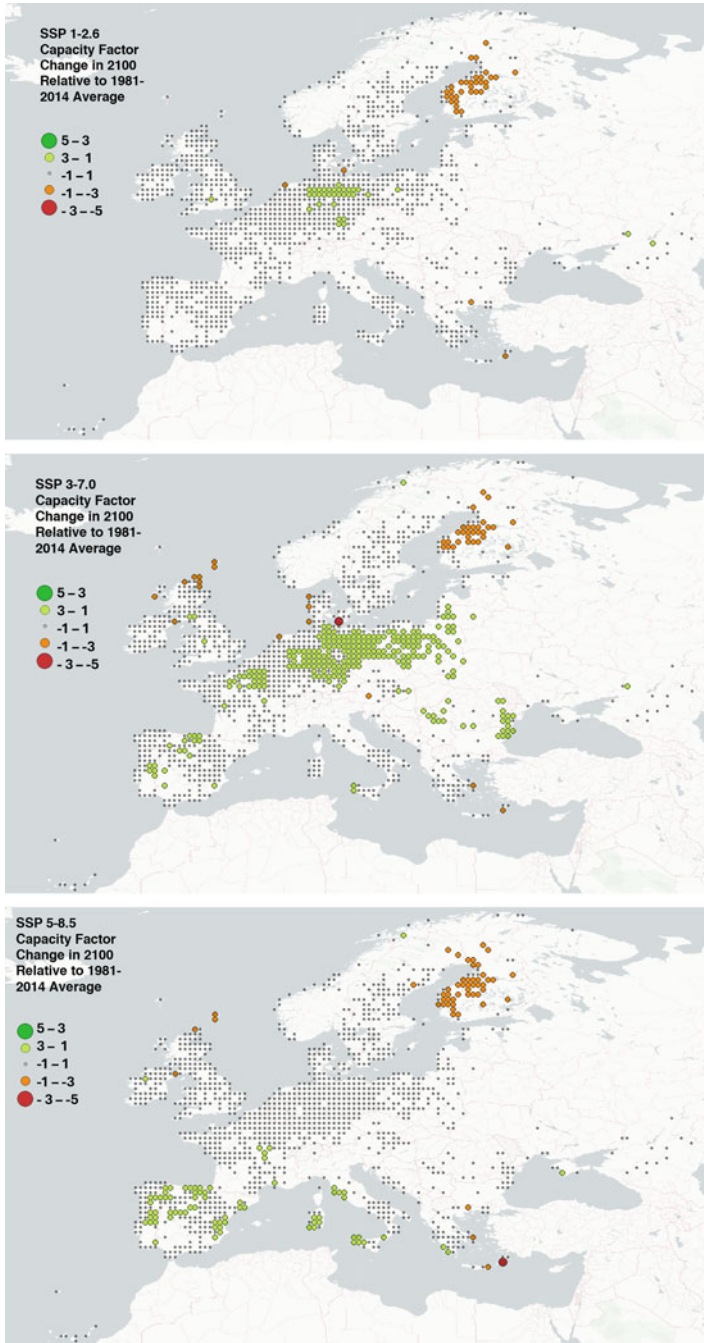 SSP 1-2.6
Capacity Factor
Change in 2100
Relative to 1981-
2014 Average
5 – 3
3 – 1
-1 – 1
-1 – -3
- 3 – -5
SSP 3-7.0
Capacity Factor
Change in 2100
Relative to 1981-
2014 Average
5 – 3
3 – 1
-1 – 1
-1 – -3
- 3 – -5
SSP 5-8.5
Capacity Factor
Change in 2100
Relative to 1981-
2014 Average
5 – 3
3 – 1
-1 – 1
-1 – -3
- 3 – -5